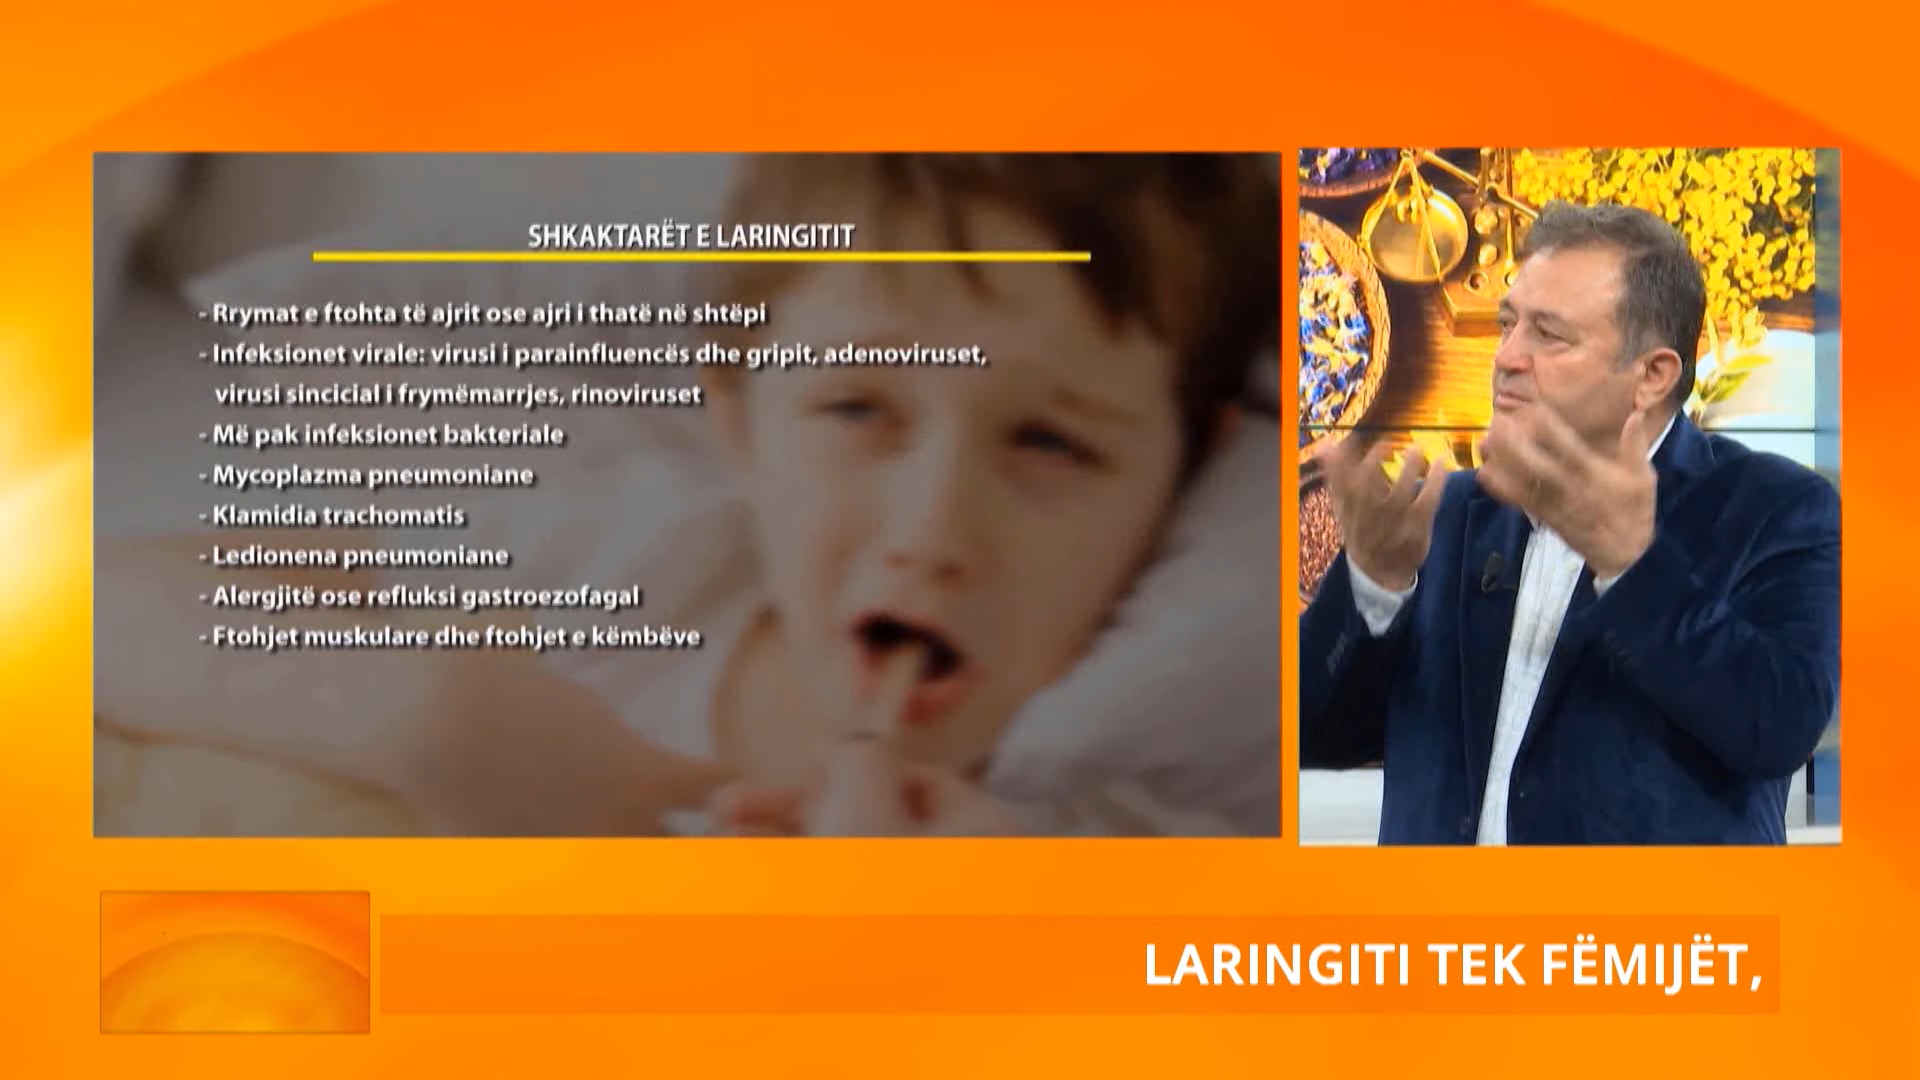 SHKAKTARËT E LARINGITIT
- Rrymat e ftohta të ajrit ose ajri i thatë në shtëpi
- Infeksionet virale: virusi i parainfluencës dhe gripit, adenoviruset,
virusi sincicial i frymëmarrjes, rinoviruset
- Më pak infeksionet bakteriale
- Mycoplazma pneumoniane
- Klamidia trachomatis
- Ledionena pneumoniane
- Alergjitë ose refluksi gastroezofagal
- Ftohjet muskulare dhe ftohjet e këmbëve
LARINGITI TEK FËMIJËT,